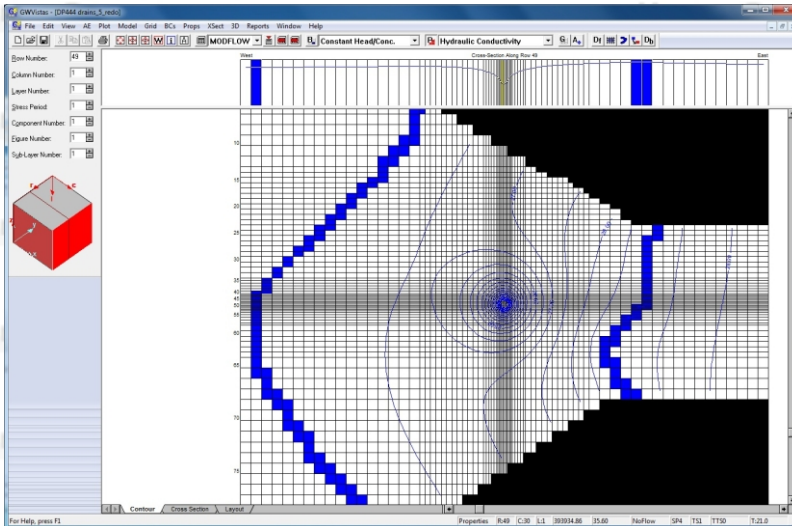 GWVistas - [DP444 drains_5_redo]
File Edit View AE Plot Model Grid BCs Props XSect 3D Reports Window Help
MODFLOW Constant Head/Conc. Hydraulic Conductivity
Row Number: 49
Column Number: 1
Layer Number: 1
Stress Period: 1
Component Number: 1
Figure Number: 1
Sub-Layer Number: 1
West Cross-Section Along Row 49 East
10
15
20
25
30
35
40
45
50
55
60
65
70
75
Contour Cross Section Layout
For Help, press F1 Properties R:49 C:30 L:1 393934.86 35.60 NoFlow SP4 TS1 TTS0 T:21.0